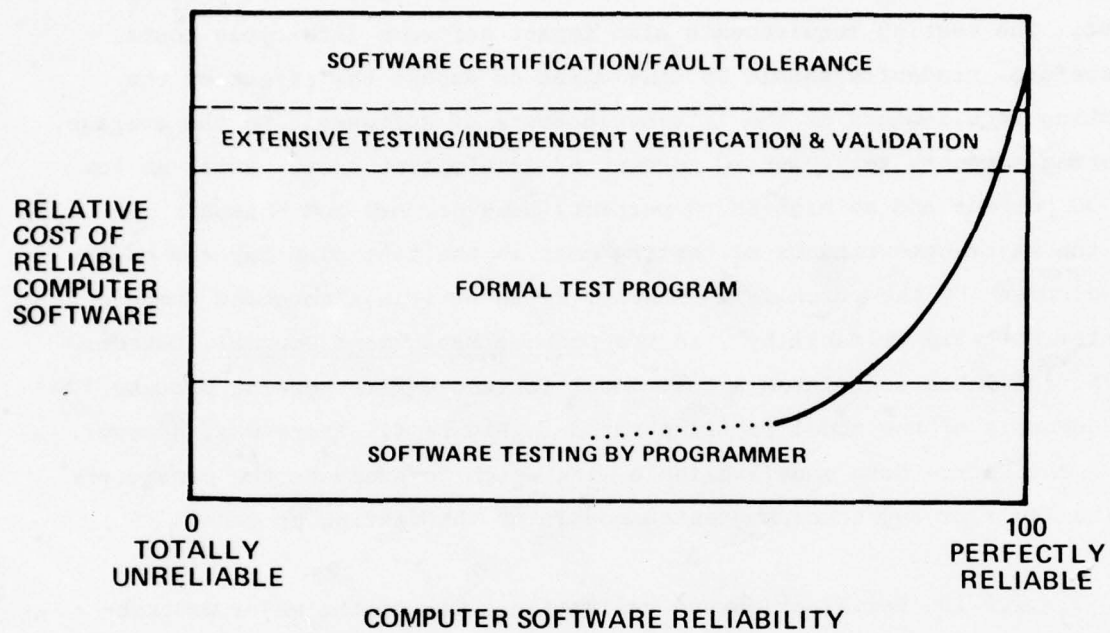 SOFTWARE CERTIFICATION/FAULT TOLERANCE
EXTENSIVE TESTING/INDEPENDENT VERIFICATION & VALIDATION
RELATIVE
COST OF
RELIABLE
COMPUTER
SOFTWARE
FORMAL TEST PROGRAM
SOFTWARE TESTING BY PROGRAMMER
0
100
TOTALLY
UNRELIABLE
PERFECTLY
RELIABLE
COMPUTER SOFTWARE RELIABILITY